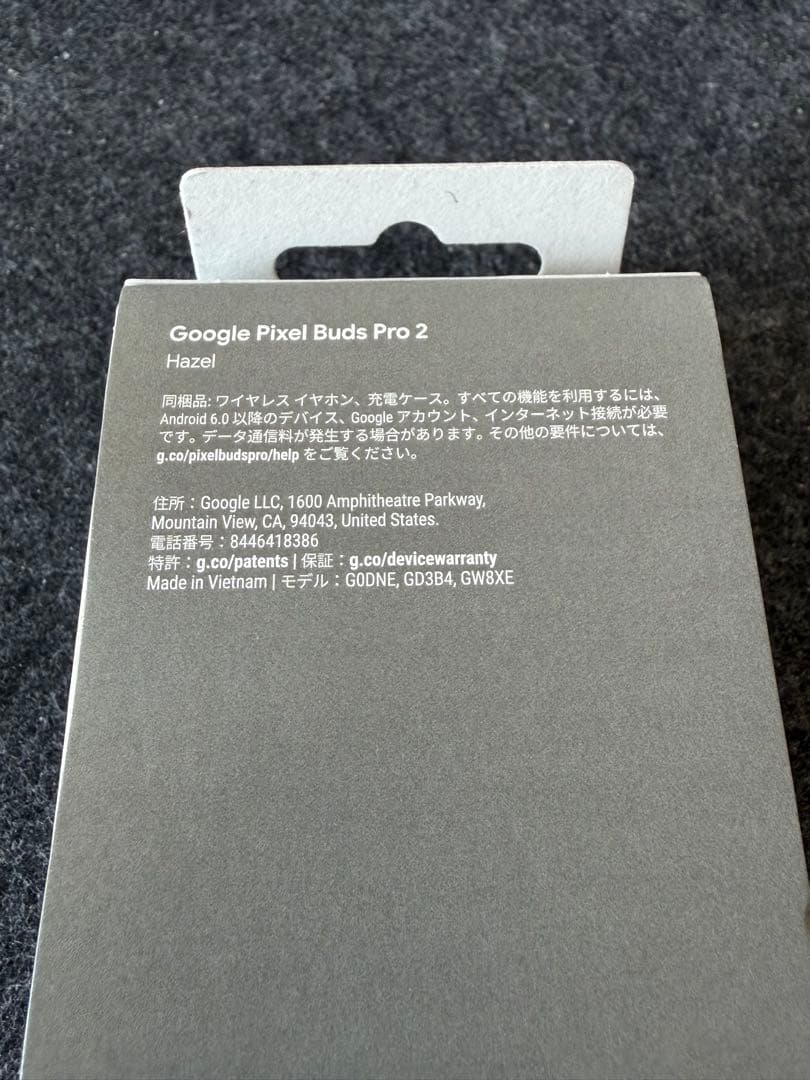 Google Pixel Buds Pro 2
Hazel
同梱品: ワイヤレス イヤホン、充電ケース。すべての機能を利用するには、
Android 6.0 以降のデバイス、Google アカウント、インターネット接続が必要
です。データ通信料が発生する場合があります。その他の要件については、
g.co/pixelbudspro/help をご覧ください。
住所：Google LLC, 1600 Amphitheatre Parkway,
Mountain View, CA, 94043, United States.
電話番号：8446418386
特許：g.co/patents | 保証：g.co/devicewarranty
Made in Vietnam | モデル：G0DNE, GD3B4, GW8XE